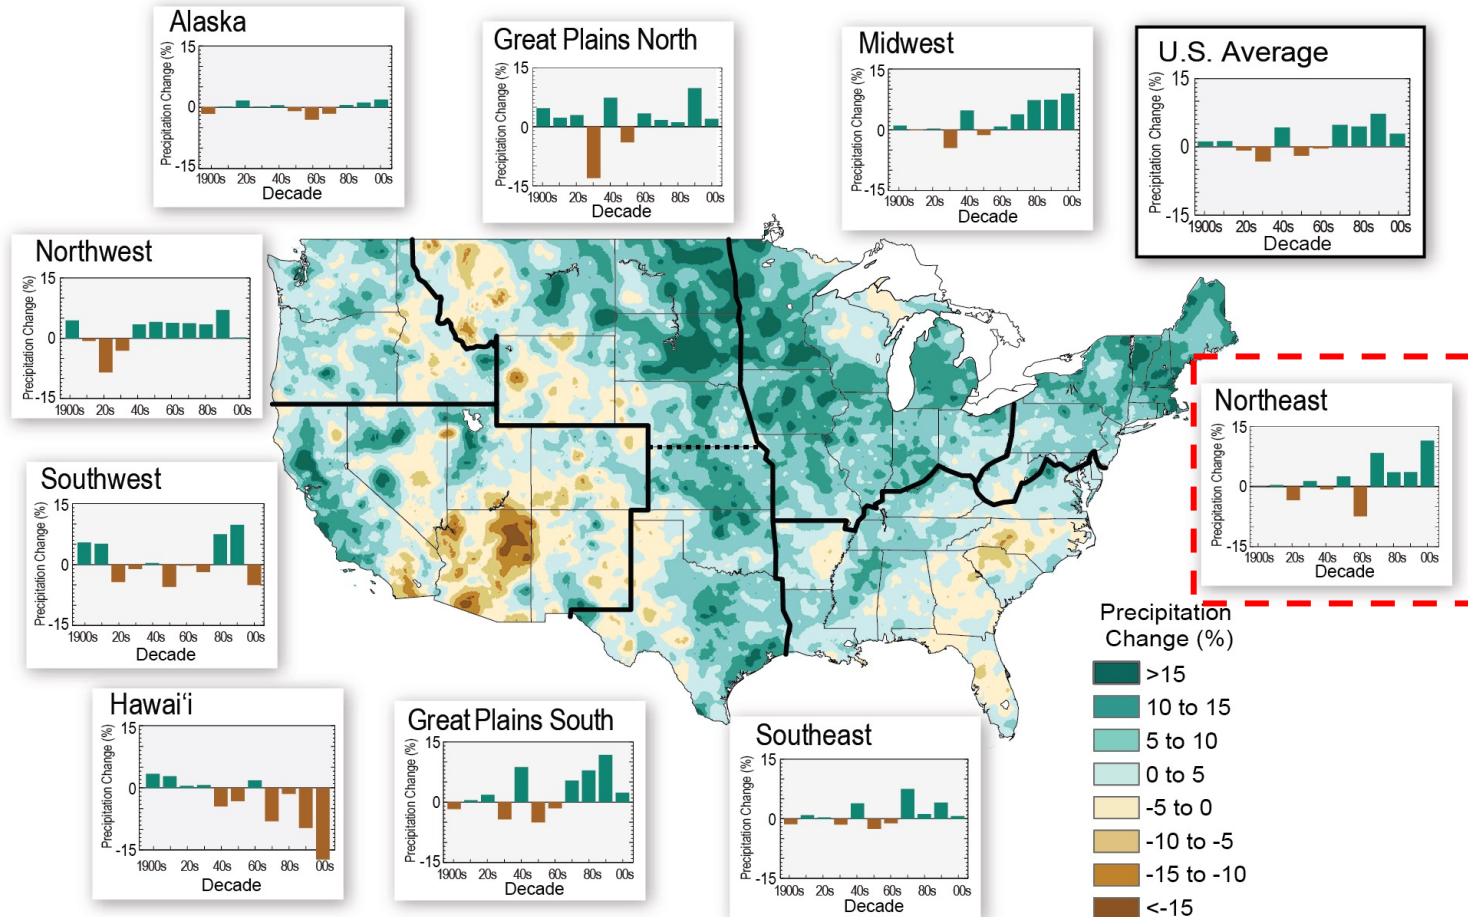 Alaska
Precipitation Change (%)
15
0
-15
1900s 20s 40s 60s 80s 00s
Decade
Great Plains North
Precipitation Change (%)
15
0
-15
1900s 20s 40s 60s 80s 00s
Decade
Midwest
Precipitation Change (%)
15
0
-15
1900s 20s 40s 60s 80s 00s
Decade
U.S. Average
Precipitation Change (%)
15
0
-15
1900s 20s 40s 60s 80s 00s
Decade
Northwest
Precipitation Change (%)
15
0
-15
1900s 20s 40s 60s 80s 00s
Decade
Northeast
Precipitation Change (%)
15
0
-15
1900s 20s 40s 60s 80s 00s
Decade
Southwest
Precipitation Change (%)
15
0
-15
1900s 20s 40s 60s 80s 00s
Decade
Hawai‘i
Precipitation Change (%)
15
0
-15
1900s 20s 40s 60s 80s 00s
Decade
Great Plains South
Precipitation Change (%)
15
0
-15
1900s 20s 40s 60s 80s 00s
Decade
Southeast
Precipitation Change (%)
15
0
-15
1900s 20s 40s 60s 80s 00s
Decade
Precipitation
Change (%)
>15
10 to 15
5 to 10
0 to 5
-5 to 0
-10 to -5
-15 to -10
<-15